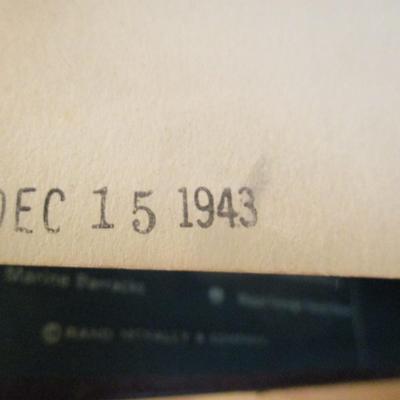 DEC 15 1943
Marine Barracks
© RAND MCNALLY & COMPANY